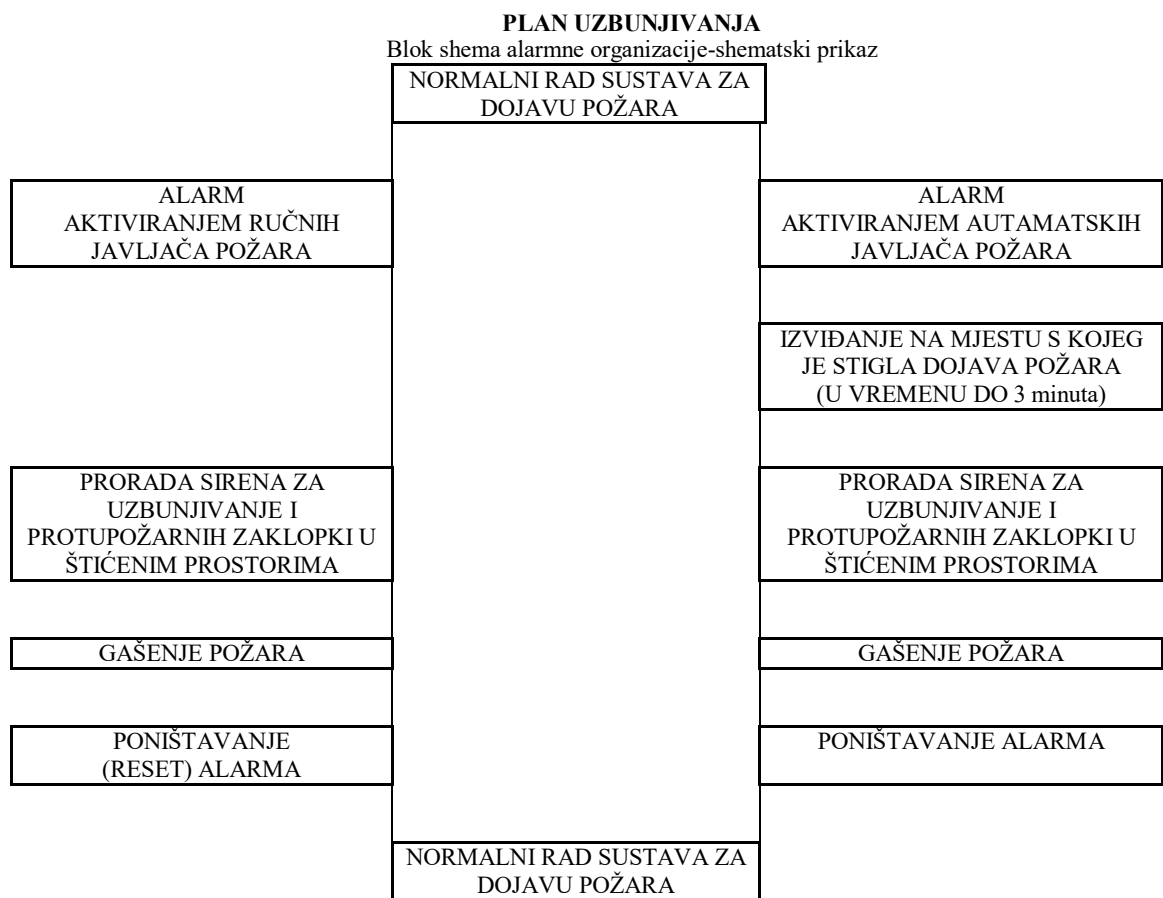 PLAN UZBUNJIVANJA
Blok shema alarmne organizacije-shematski prikaz
NORMALNI RAD SUSTAVA ZA
DOJAVU POŽARA
ALARM
AKTIVIRANJEM RUČNIH
JAVLJAČA POŽARA
ALARM
AKTIVIRANJEM AUTAMATSKIH
JAVLJAČA POŽARA
IZVIĐANJE NA MJESTU S KOJEG
JE STIGLA DOJAVA POŽARA
(U VREMENU DO 3 minuta)
PRORADA SIRENA ZA
UZBUNJIVANJE I
PROTUPOŽARNIH ZAKLOPKI U
ŠTIĆENIM PROSTORIMA
PRORADA SIRENA ZA
UZBUNJIVANJE I
PROTUPOŽARNIH ZAKLOPKI U
ŠTIĆENIM PROSTORIMA
GAŠENJE POŽARA
GAŠENJE POŽARA
PONIŠTAVANJE
(RESET) ALARMA
PONIŠTAVANJE ALARMA
NORMALNI RAD SUSTAVA ZA
DOJAVU POŽARA